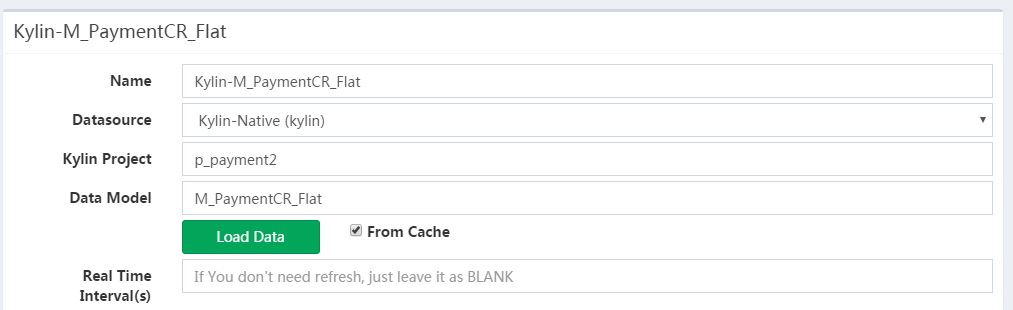 Kylin-M_PaymentCR_Flat
Name Kylin-M_PaymentCR_Flat
Datasource Kylin-Native (kylin)
Kylin Project p_payment2
Data Model M_PaymentCR_Flat
Load Data From Cache
Real Time If You don't need refresh, just leave it as BLANK
Interval(s)